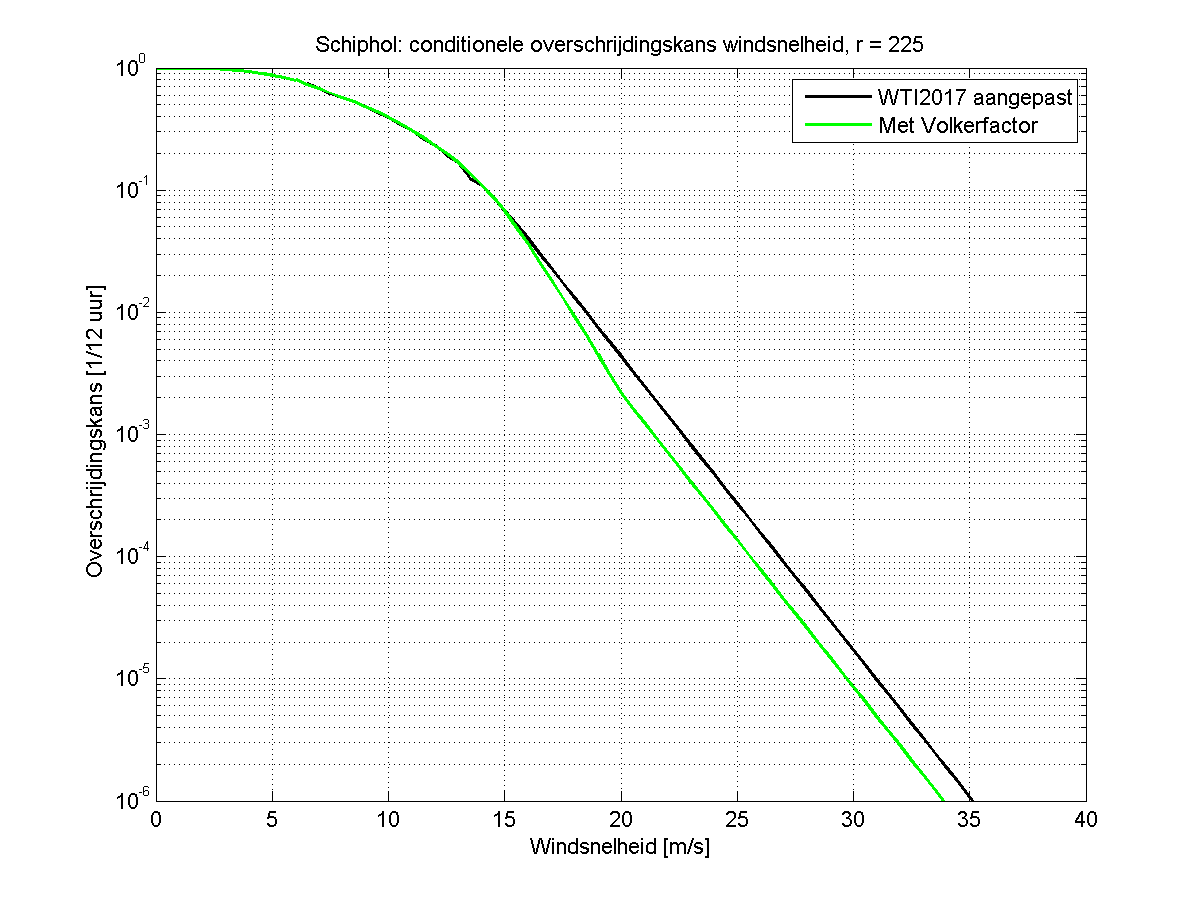 Schiphol: conditionele overschrijdingskans windsnelheid, r = 225
WTI2017 aangepast
Met Volkerfactor
Overschrijdingskans [1/12 uur]
10^0
10^-1
10^-2
10^-3
10^-4
10^-5
10^-6
0 5 10 15 20 25 30 35 40
Windsnelheid [m/s]